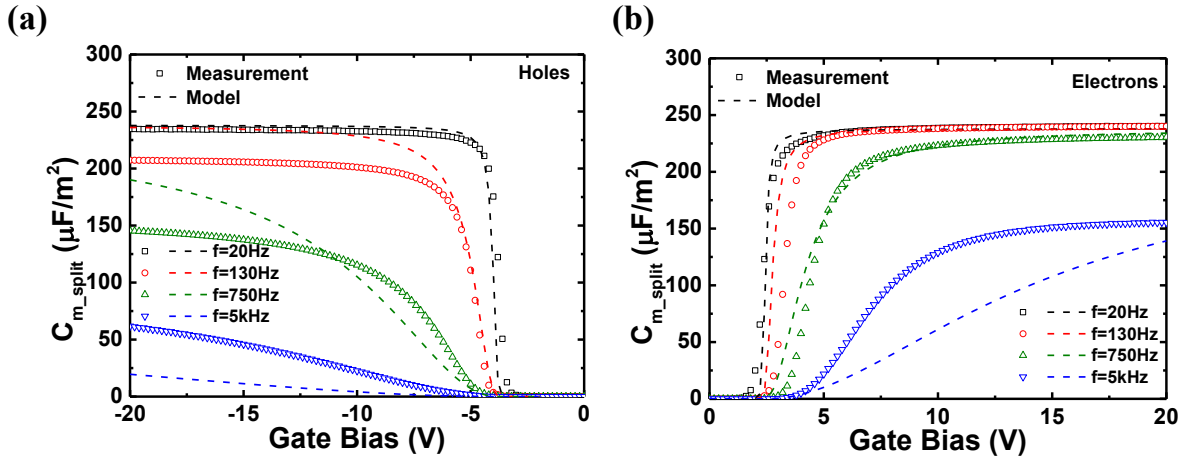 (a)
300
250
200
150
100
50
0
C_m_split (μF/m²)
□ Measurement
- - Model
Holes
□ - - f=20Hz
○ - - f=130Hz
△ - - f=750Hz
▽ - - f=5kHz
-20 -15 -10 -5 0
Gate Bias (V)
(b)
300
250
200
150
100
50
0
C_m_split (μF/m²)
□ Measurement
- - Model
Electrons
□ - - f=20Hz
○ - - f=130Hz
△ - - f=750Hz
▽ - - f=5kHz
0 5 10 15 20
Gate Bias (V)